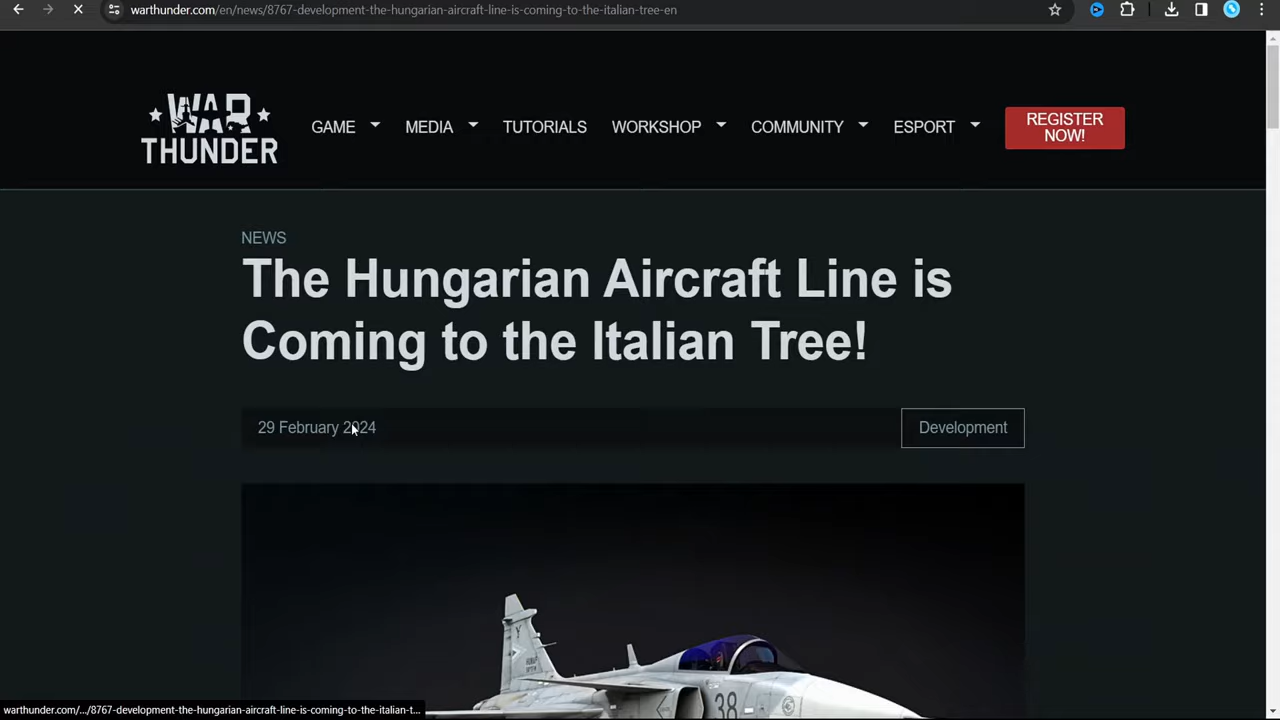 warthunder.com/en/news/8767-development-the-hungarian-aircraft-line-is-coming-to-the-italian-tree-en
WAR
THUNDER
GAME
MEDIA
TUTORIALS
WORKSHOP
COMMUNITY
ESPORT
REGISTER
NOW!
NEWS
The Hungarian Aircraft Line is
Coming to the Italian Tree!
29 February 2024
Development
38
warthunder.com/.../8767-development-the-hungarian-aircraft-line-is-coming-to-the-italian-t...